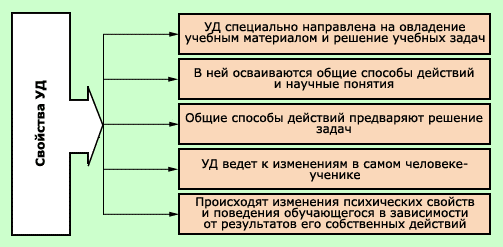 Свойства УД
УД специально направлена на овладение
учебным материалом и решение учебных задач
В ней осваиваются общие способы действий
и научные понятия
Общие способы действий предваряют решение
задач
УД ведет к изменениям в самом человеке-
ученике
Происходят изменения психических свойств
и поведения обучающегося в зависимости
от результатов его собственных действий